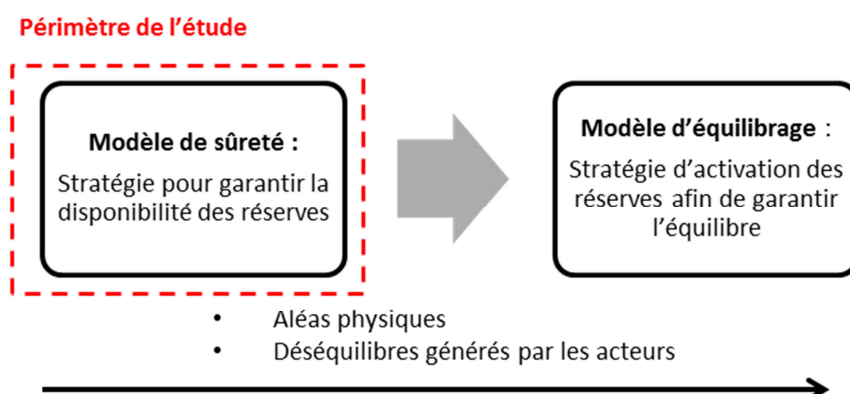 Périmètre de l'étude
Modèle de sûreté :
Stratégie pour garantir la
disponibilité des réserves
Modèle d'équilibrage :
Stratégie d'activation des
réserves afin de garantir
l'équilibre
• Aléas physiques
• Déséquilibres générés par les acteurs